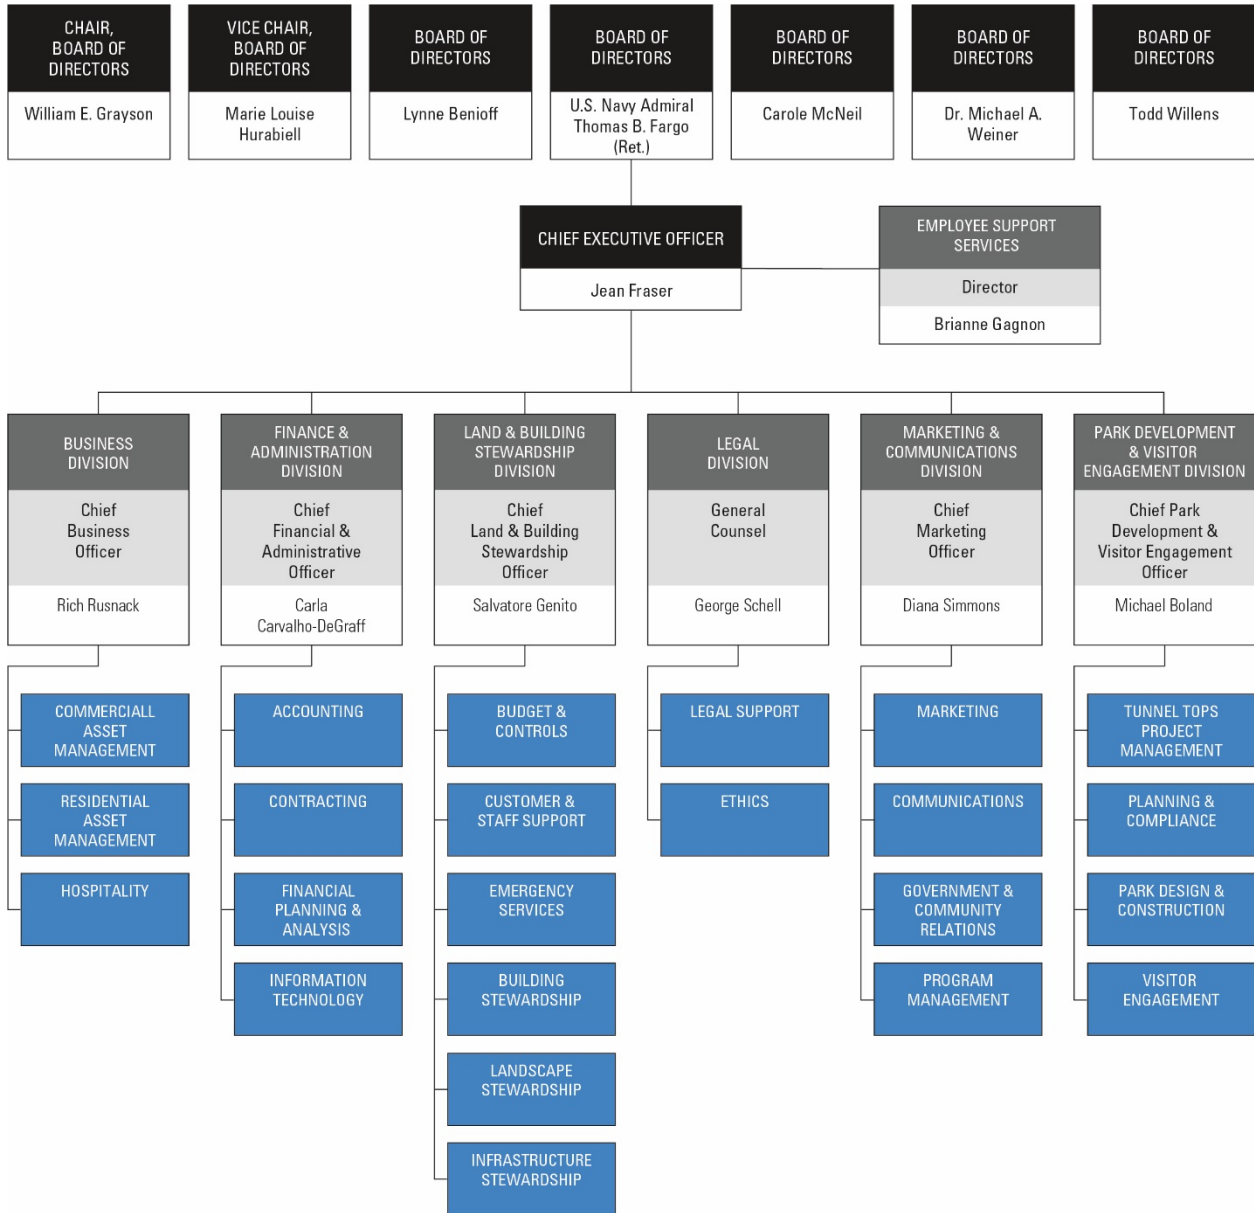 CHAIR,
BOARD OF
DIRECTORS
William E. Grayson
VICE CHAIR,
BOARD OF
DIRECTORS
Marie Louise
Hurabiell
BOARD OF
DIRECTORS
Lynne Benioff
BOARD OF
DIRECTORS
U.S. Navy Admiral
Thomas B. Fargo
(Ret.)
BOARD OF
DIRECTORS
Carole McNeil
BOARD OF
DIRECTORS
Dr. Michael A.
Weiner
BOARD OF
DIRECTORS
Todd Willens
CHIEF EXECUTIVE OFFICER
Jean Fraser
EMPLOYEE SUPPORT
SERVICES
Director
Brianne Gagnon
BUSINESS
DIVISION
Chief
Business
Officer
Rich Rusnack
COMMERCIALL
ASSET
MANAGEMENT
RESIDENTIAL
ASSET
MANAGEMENT
HOSPITALITY
FINANCE &
ADMINISTRATION
DIVISION
Chief
Financial &
Administrative
Officer
Carla
Carvalho-DeGraff
ACCOUNTING
CONTRACTING
FINANCIAL
PLANNING &
ANALYSIS
INFORMATION
TECHNOLOGY
LAND & BUILDING
STEWARDSHIP
DIVISION
Chief
Land & Building
Stewardship
Officer
Salvatore Genito
BUDGET &
CONTROLS
CUSTOMER &
STAFF SUPPORT
EMERGENCY
SERVICES
BUILDING
STEWARDSHIP
LANDSCAPE
STEWARDSHIP
INFRASTRUCTURE
STEWARDSHIP
LEGAL
DIVISION
General
Counsel
George Schell
LEGAL SUPPORT
ETHICS
MARKETING &
COMMUNICATIONS
DIVISION
Chief
Marketing
Officer
Diana Simmons
MARKETING
COMMUNICATIONS
GOVERNMENT &
COMMUNITY
RELATIONS
PROGRAM
MANAGEMENT
PARK DEVELOPMENT
& VISITOR
ENGAGEMENT DIVISION
Chief Park
Development &
Visitor Engagement
Officer
Michael Boland
TUNNEL TOPS
PROJECT
MANAGEMENT
PLANNING &
COMPLIANCE
PARK DESIGN &
CONSTRUCTION
VISITOR
ENGAGEMENT